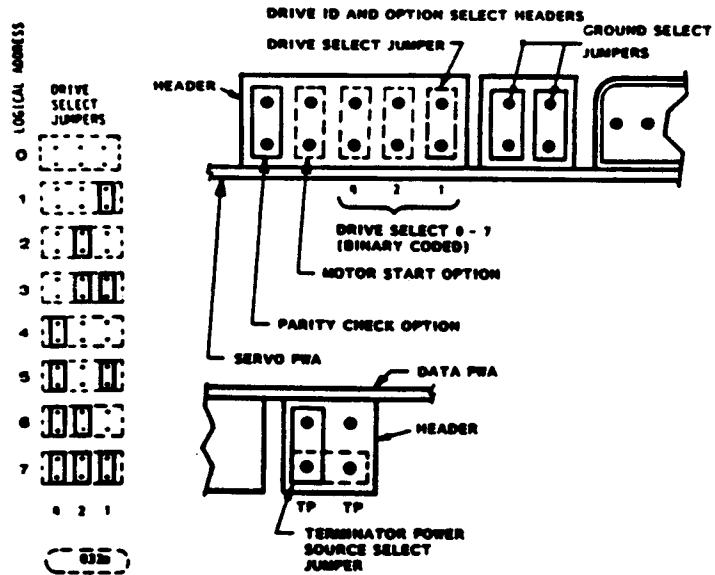 DRIVE ID AND OPTION SELECT HEADERS
DRIVE SELECT JUMPER
GROUND SELECT
JUMPERS
HEADER
LOGICAL ADDRESS
DRIVE
SELECT
JUMPERS
0
1
2
3
4
5
6
7
4 2 1
4 2 1
DRIVE SELECT 0 - 7
(BINARY CODED)
MOTOR START OPTION
PARITY CHECK OPTION
SERVO PWA
DATA PWA
HEADER
TP TP
TERMINATOR POWER
SOURCE SELECT
JUMPER